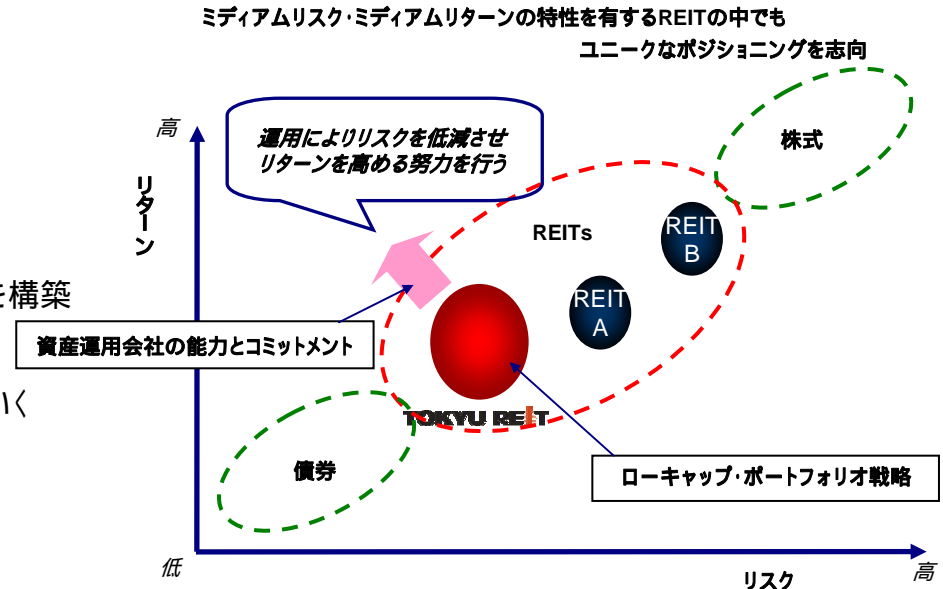 ミディアムリスク・ミディアムリターンの特性を有するREITの中でも
ユニークなポジショニングを志向
高
運用によりリスクを低減させ
リターンを高める努力を行う
株式
リターン
REITs
REIT
B
REIT
A
を構築
資産運用会社の能力とコミットメント
いく
TOKYU REIT
債券
ローキャップ・ポートフォリオ戦略
低
リスク
高